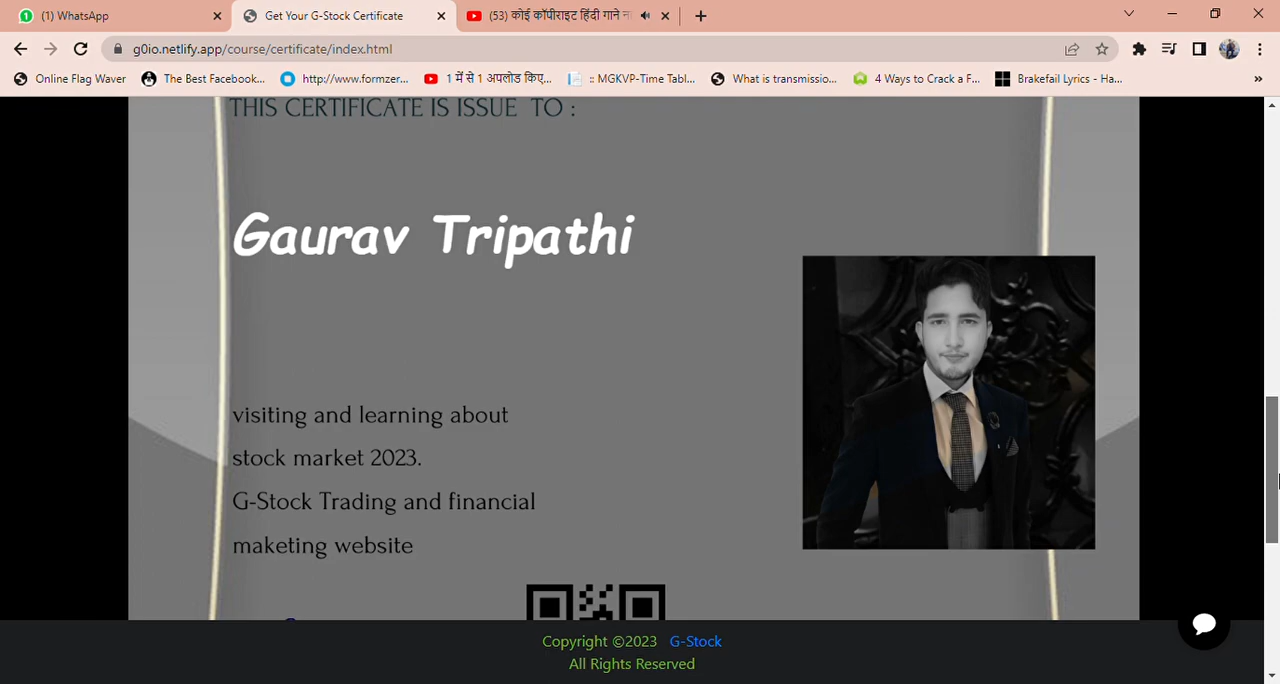 (1) WhatsApp
Get Your G-Stock Certificate
(53) कोई कॉपीराइट हिंदी गाने
g0io.netlify.app/course/certificate/index.html
Online Flag Waver
The Best Facebook...
http://www.formzer...
1 में से 1 अपलोड किए...
:: MGKVP-Time Tabl...
What is transmissio...
4 Ways to Crack a F...
Brakefail Lyrics - Ha...
»
THIS CERTIFICATE IS ISSUE TO :
Gaurav Tripathi
visiting and learning about
stock market 2023.
G-Stock Trading and financial
maketing website
Copyright ©2023 G-Stock
All Rights Reserved